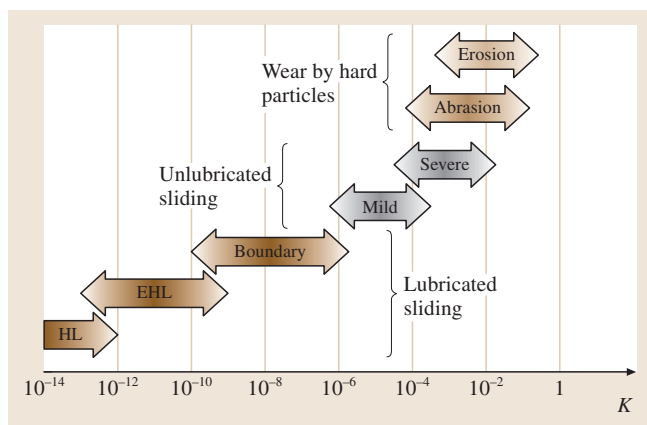 Erosion
Wear by hard
particles
Abrasion
Unlubricated
sliding
Severe
Mild
Boundary
Lubricated
sliding
EHL
HL
10⁻¹⁴ 10⁻¹² 10⁻¹⁰ 10⁻⁸ 10⁻⁶ 10⁻⁴ 10⁻² 1
K